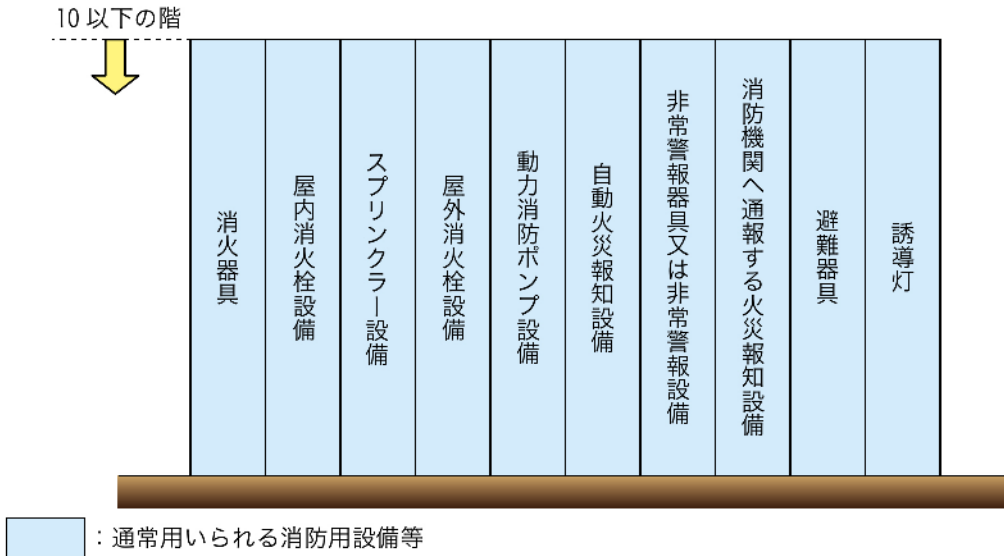 10以下の階
消火器具
屋内消火栓設備
スプリンクラー設備
屋外消火栓設備
動力消防ポンプ設備
自動火災報知設備
非常警報器具又は非常警報設備
消防機関へ通報する火災報知設備
避難器具
誘導灯
：通常用いられる消防用設備等